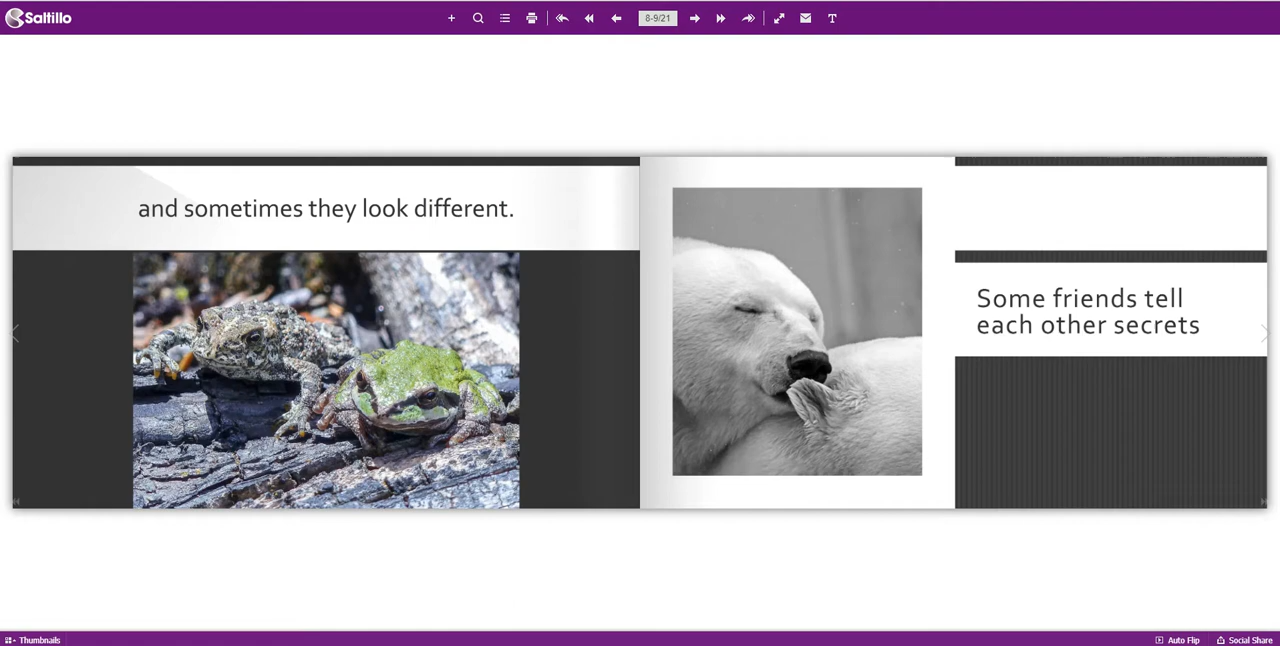 Saltillo
8-9/21
and sometimes they look different.
Some friends tell
each other secrets
Thumbnails
Auto Flip
Social Share